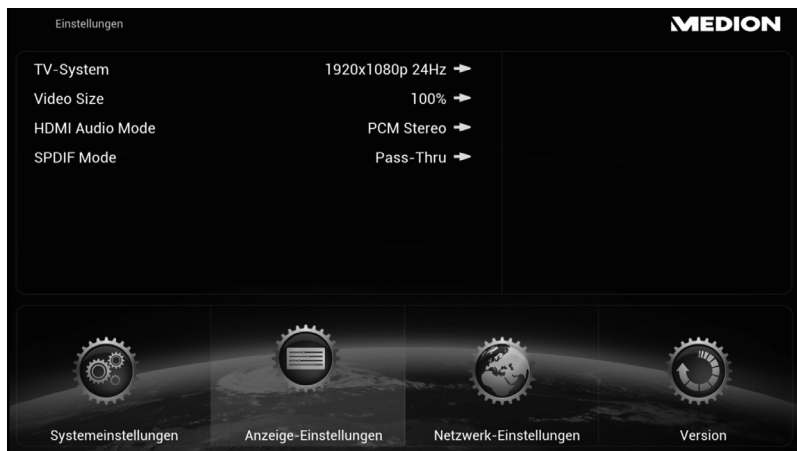 Einstellungen
MEDION
TV-System 1920x1080p 24Hz
Video Size 100%
HDMI Audio Mode PCM Stereo
SPDIF Mode Pass-Thru
Systemeinstellungen Anzeige-Einstellungen Netzwerk-Einstellungen Version